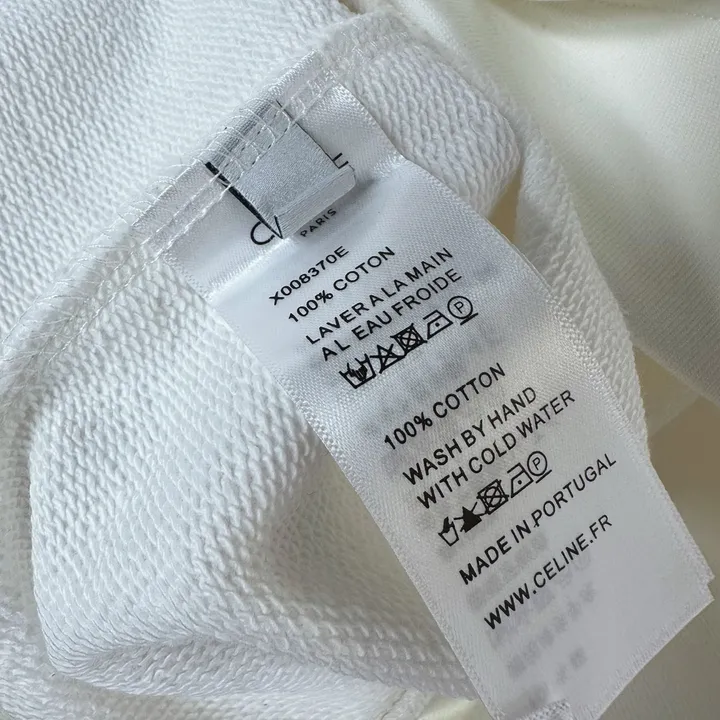 PARIS
X008370E
100% COTON
LAVER A LA MAIN
A L EAU FROIDE
100% COTTON
WASH BY HAND
WITH COLD WATER
MADE IN PORTUGAL
WWW.CELINE.FR